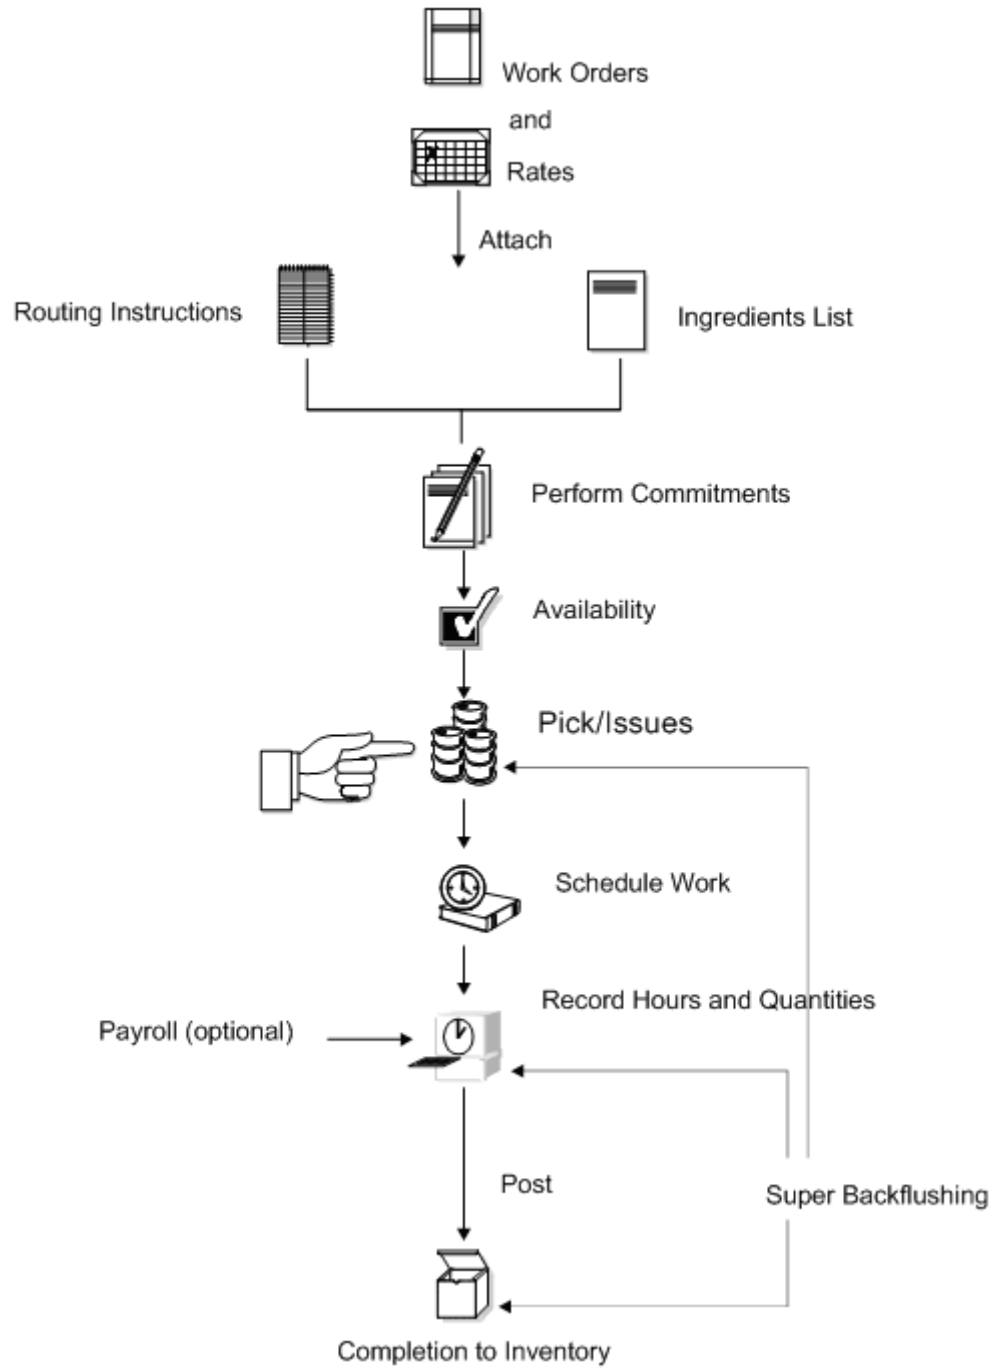 Work Orders
and
Rates
Attach
Routing Instructions
Ingredients List
Perform Commitments
Availability
Pick/Issues
Schedule Work
Record Hours and Quantities
Payroll (optional)
Post
Super Backflushing
Completion to Inventory